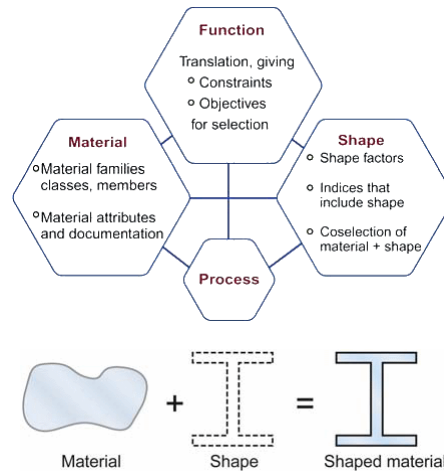 Function
Translation, giving
Constraints
Objectives
for selection
Material
Material families
classes, members
Material attributes
and documentation
Shape
Shape factors
Indices that
include shape
Coselection of
material + shape
Process
+
=
Material
Shape
Shaped material